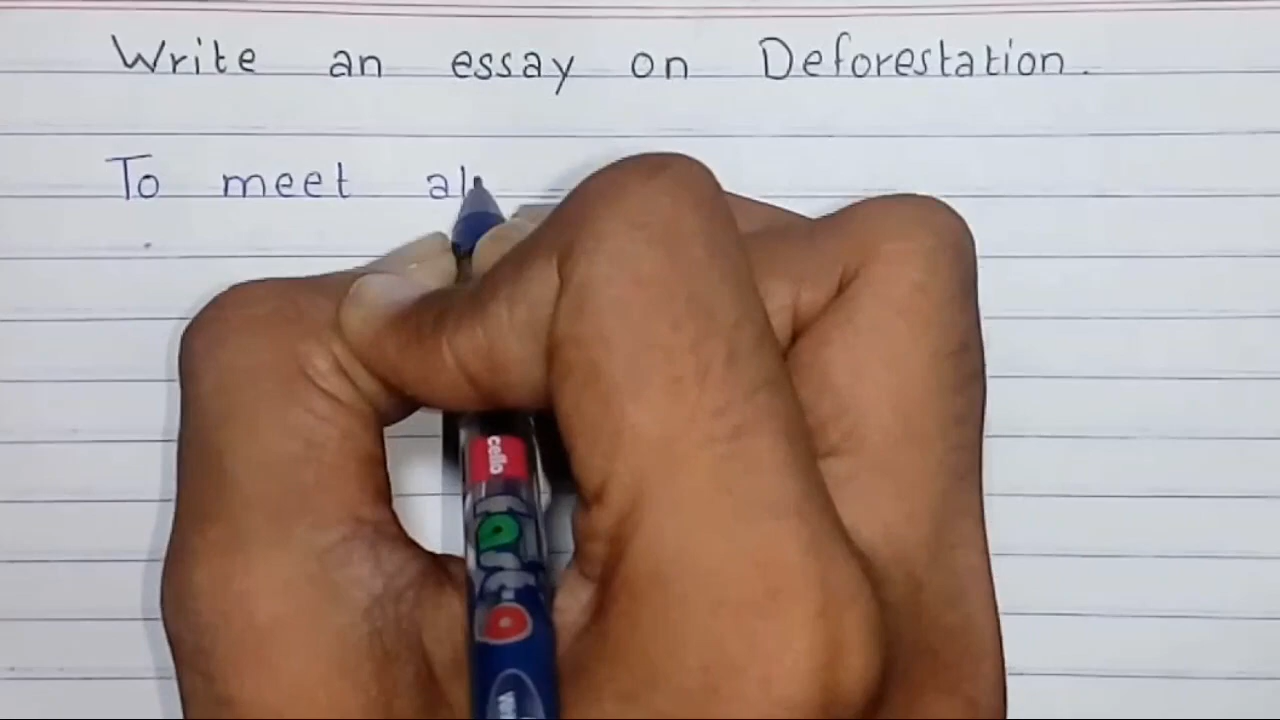 Write an essay on Deforestation.
To meet al
cello